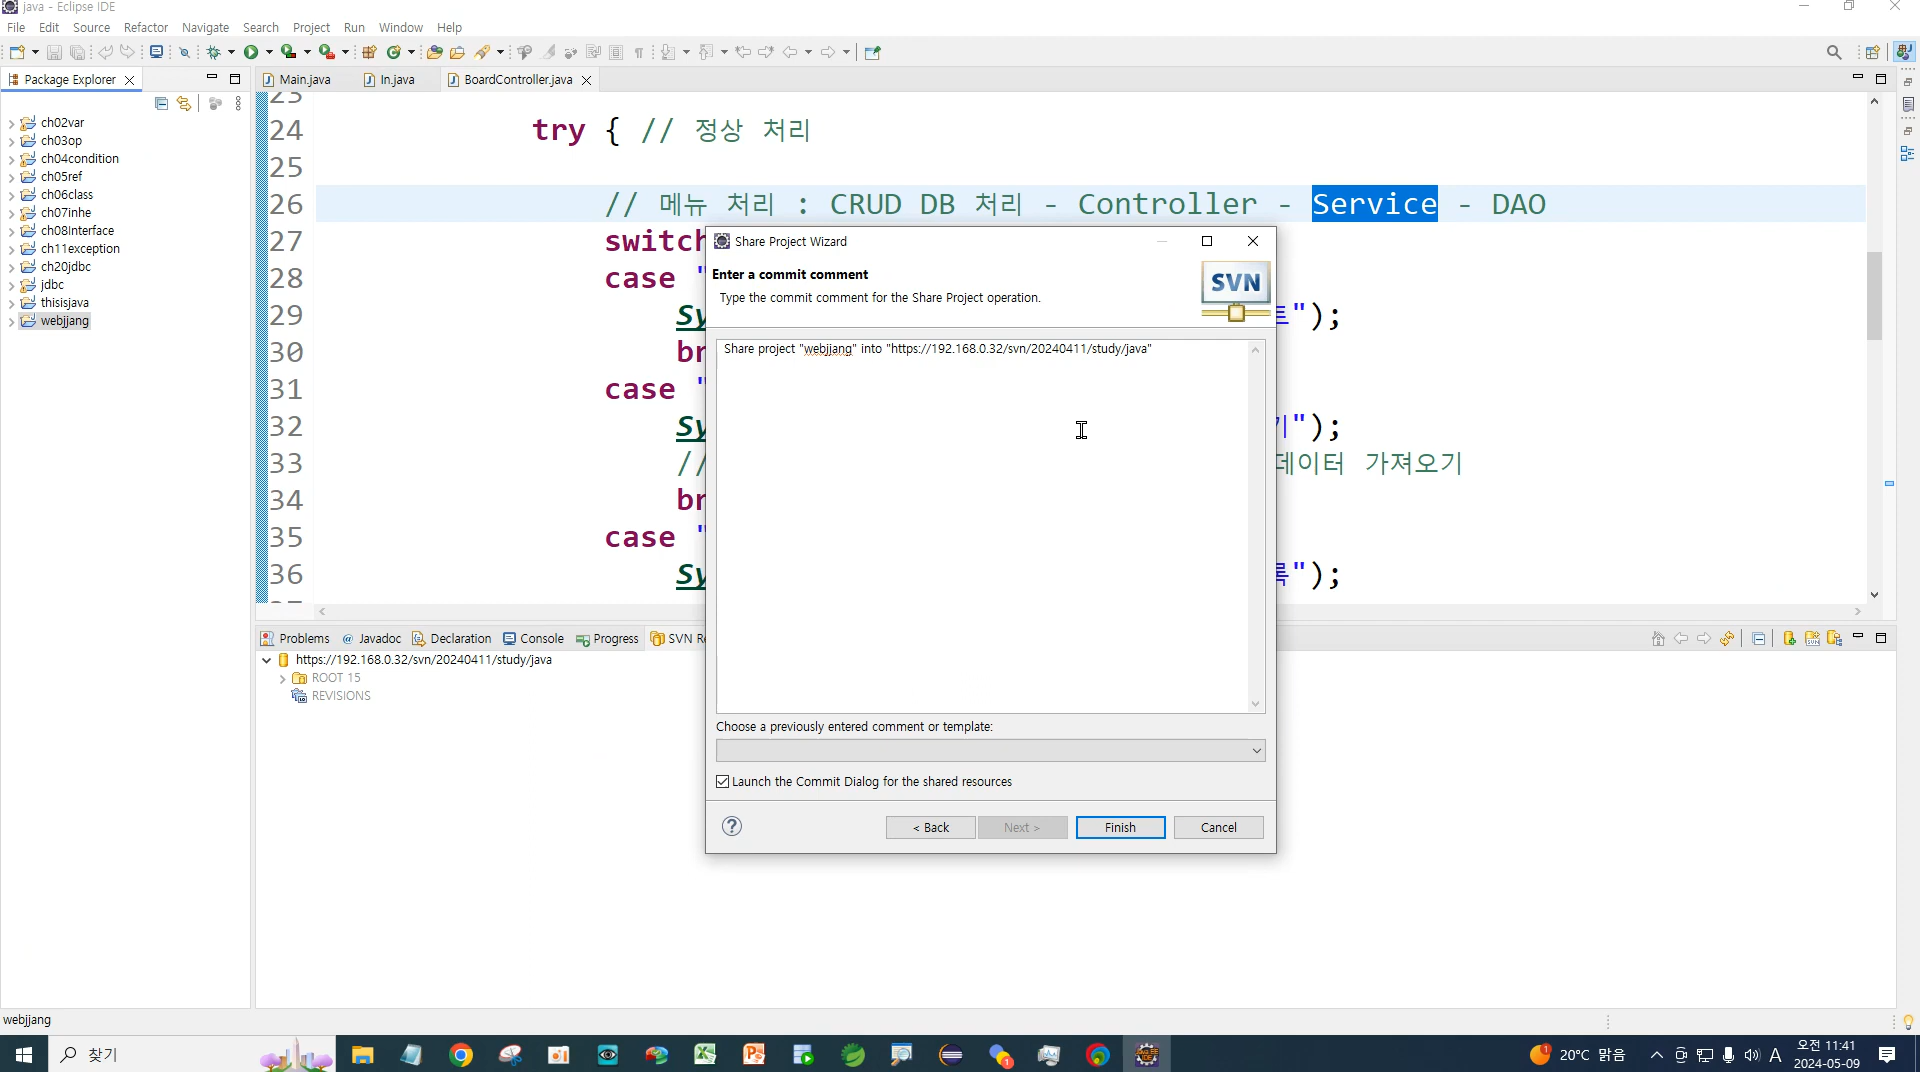 java - Eclipse IDE
File Edit Source Refactor Navigate Search Project Run Window Help
Package Explorer
Main.java In.java BoardController.java
ch02var
ch03op
ch04condition
ch05ref
ch06class
ch07inhe
ch08Interface
ch11exception
ch20jdbc
jdbc
thisisjava
webjjang
23
24 try { // 정상 처리
25
26 // 메뉴 처리 : CRUD DB 처리 - Controller - Service - DAO
27 switch
28 case "
29 Sy ");
30 br
31 case "
32 Sy 기");
33 // 데이터 가져오기
34 br
35 case "
36 Sy 록");
Share Project Wizard
Enter a commit comment
Type the commit comment for the Share Project operation.
SVN
Share project "webjjang" into "https://192.168.0.32/svn/20240411/study/java"
Choose a previously entered comment or template:
Launch the Commit Dialog for the shared resources
< Back Next > Finish Cancel
Problems Javadoc Declaration Console Progress SVN Re
https://192.168.0.32/svn/20240411/study/java
ROOT 15
REVISIONS
webjjang
찾기
20°C 맑음
A
오전 11:41
2024-05-09